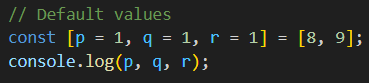 // Default values
const [p = 1, q = 1, r = 1] = [8, 9];
console.log(p, q, r);